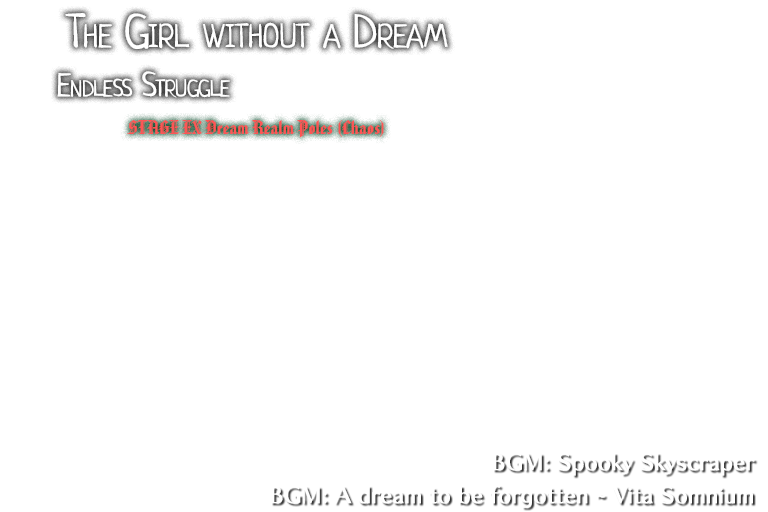 The Girl without a Dream
Endless Struggle
STAGE EX Dream Realm Poles (Chaos)
BGM: Spooky Skyscraper
BGM: A dream to be forgotten ~ Vita Somnium